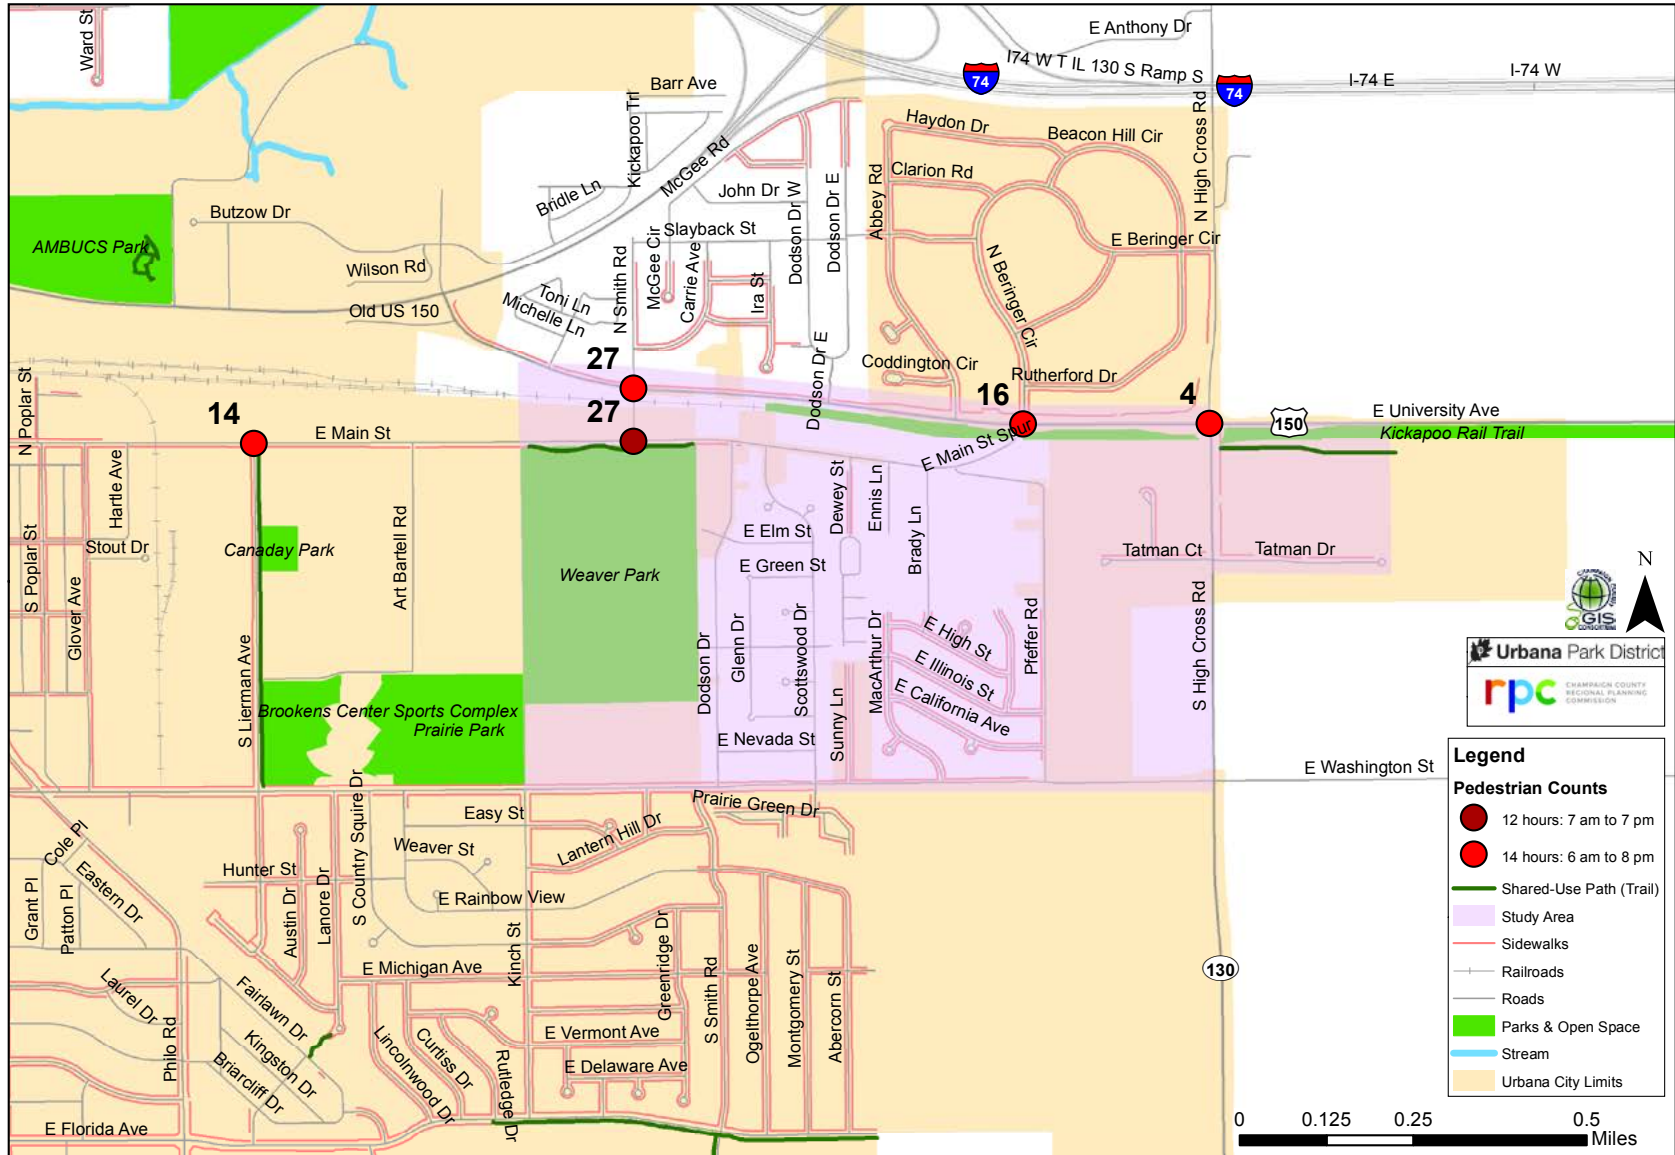 Ward St
E Anthony Dr
I74 W T IL 130 S Ramp S
74
74
I-74 E
I-74 W
Barr Ave
Kickapoo Trl
McGee Rd
Bridle Ln
John Dr
Dodson Dr W
Dodson Dr E
Haydon Dr
Beacon Hill Cir
Clarion Rd
Abbey Rd
N High Cross Rd
AMBUCS Park
Butzow Dr
Wilson Rd
Old US 150
Toni Ln
Michelle Ln
N Smith Rd
McGee Cir
Slayback St
Carrie Ave
Ira St
E Beringer Cir
N Beringer Cir
Coddington Cir
Rutherford Dr
Dodson Dr E
N Poplar St
14
E Main St
27
27
16
4
E Main St Spur
150
E University Ave
Kickapoo Rail Trail
Hartle Ave
Stout Dr
S Poplar St
Glover Ave
Canaday Park
Art Bartell Rd
Weaver Park
E Elm St
E Green St
Dewey St
Ennis Ln
Brady Ln
Tatman Ct
Tatman Dr
S Lierman Ave
Brookens Center Sports Complex
Prairie Park
Dodson Dr
Glenn Dr
Scottswood Dr
E Nevada St
Sunny Ln
MacArthur Dr
E High St
E Illinois St
E California Ave
Pfeffer Rd
S High Cross Rd
E Washington St
N
CHAMPAIGN COUNTY
GIS
CONSORTIUM
Urbana Park District
rpc
CHAMPAIGN COUNTY
REGIONAL PLANNING
COMMISSION
Legend
Pedestrian Counts
12 hours: 7 am to 7 pm
14 hours: 6 am to 8 pm
Shared-Use Path (Trail)
Study Area
Sidewalks
Railroads
Roads
Parks & Open Space
Stream
Urbana City Limits
Cole Pl
Grant Pl
Patton Pl
Eastern Dr
Hunter St
Austin Dr
Lanore Dr
S Country Squire Dr
Easy St
Weaver St
E Rainbow View
Prairie Green Dr
Lantern Hill Dr
Kinch St
E Michigan Ave
Greenridge Dr
S Smith Rd
Ogelthorpe Ave
Montgomery St
Abercorn St
130
Laurel Dr
Philo Rd
Fairlawn Dr
Kingston Dr
Briarcliff Dr
Lincolnwood Dr
Curtiss Dr
Rutledge Dr
E Vermont Ave
E Delaware Ave
E Florida Ave
0
0.125
0.25
0.5
Miles